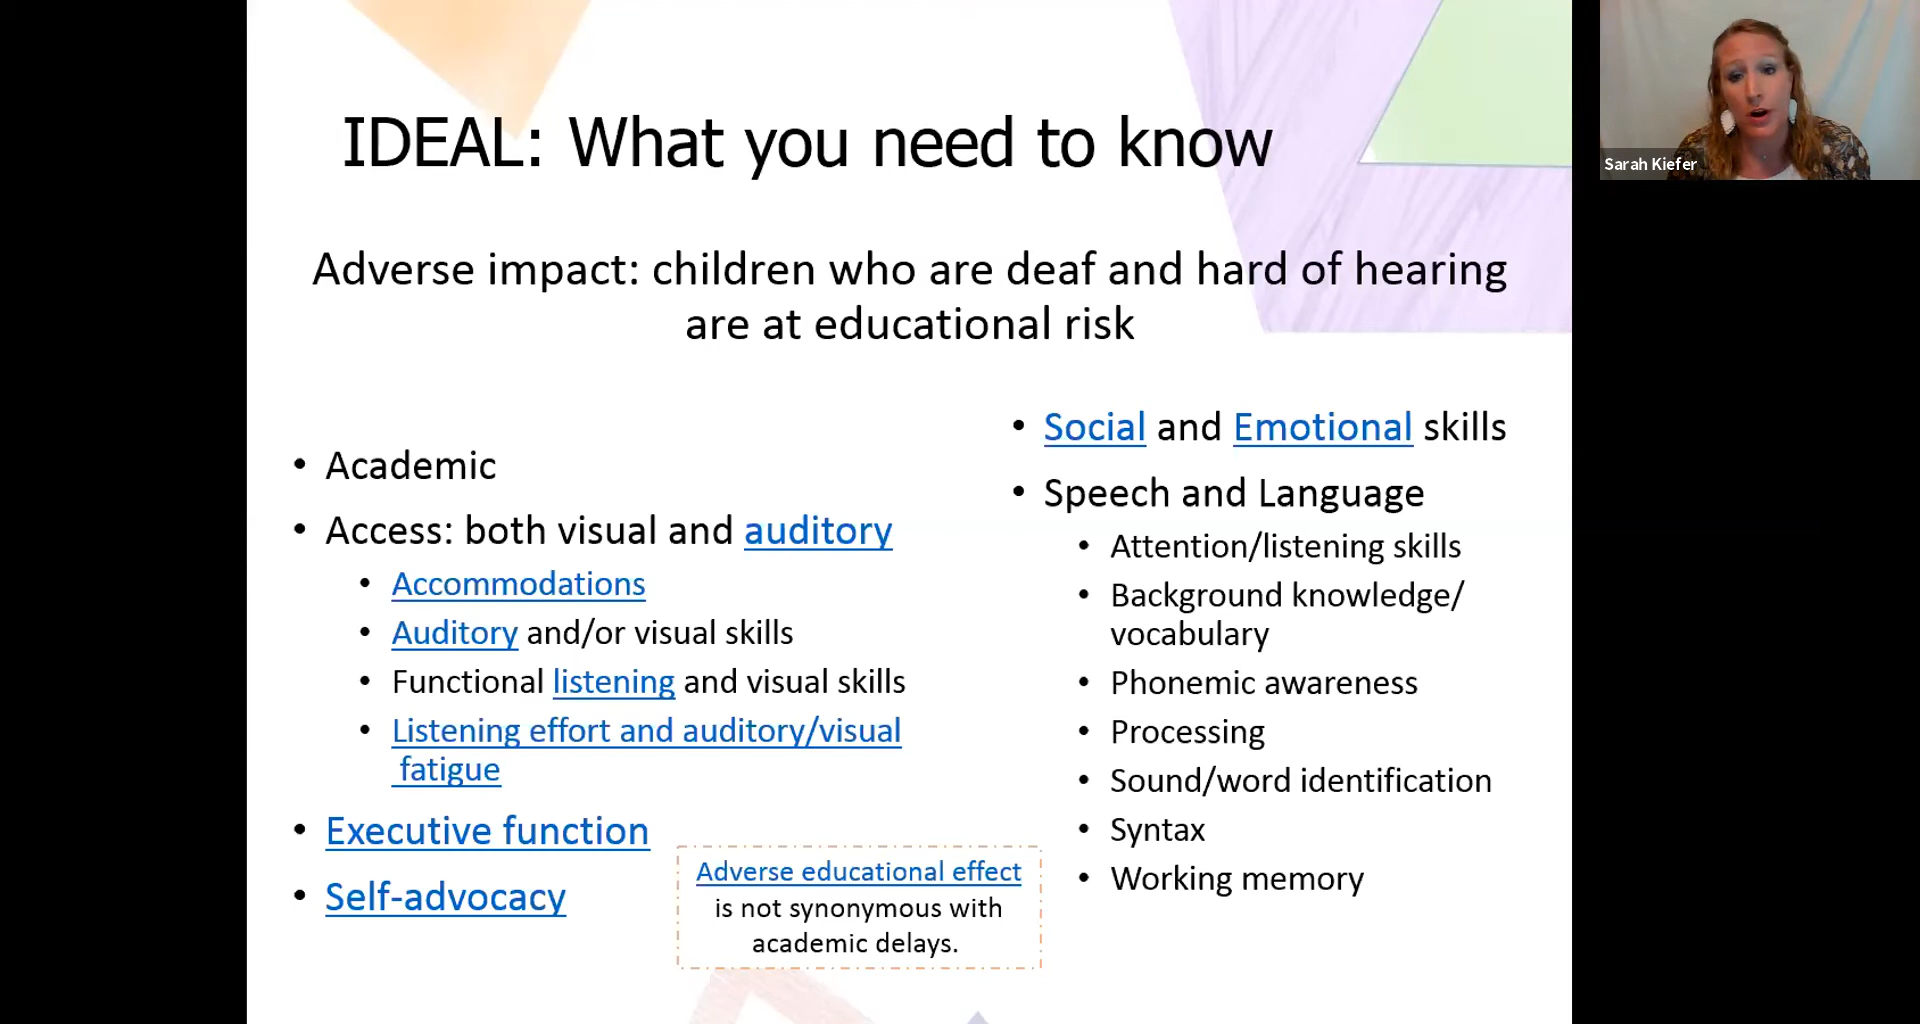 IDEAL: What you need to know
Adverse impact: children who are deaf and hard of hearing
are at educational risk
• Academic
• Access: both visual and auditory
• Accommodations
• Auditory and/or visual skills
• Functional listening and visual skills
• Listening effort and auditory/visual
fatigue
• Executive function
• Self-advocacy
Adverse educational effect
is not synonymous with
academic delays.
• Social and Emotional skills
• Speech and Language
• Attention/listening skills
• Background knowledge/
vocabulary
• Phonemic awareness
• Processing
• Sound/word identification
• Syntax
• Working memory
Sarah Kiefer